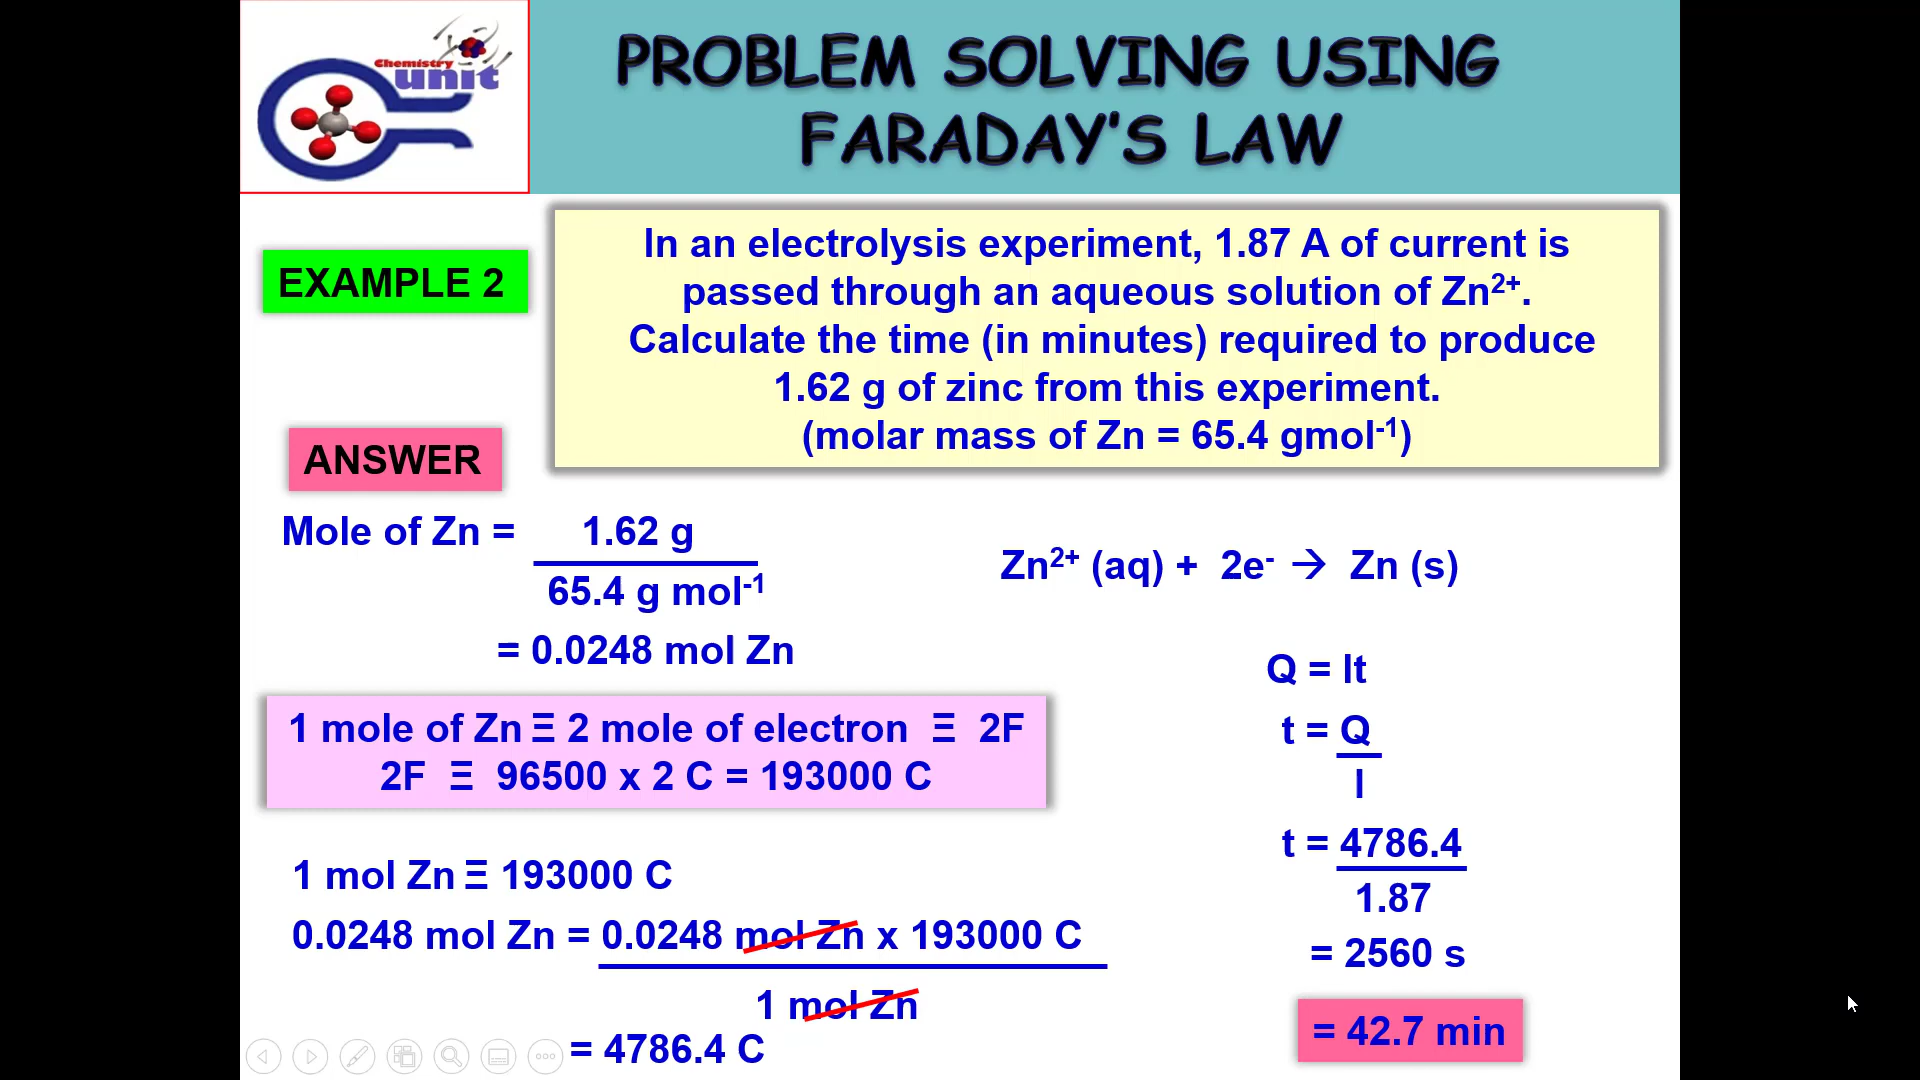 Chemistry
unit
PROBLEM SOLVING USING
FARADAY'S LAW
EXAMPLE 2
In an electrolysis experiment, 1.87 A of current is
passed through an aqueous solution of Zn²⁺.
Calculate the time (in minutes) required to produce
1.62 g of zinc from this experiment.
(molar mass of Zn = 65.4 gmol⁻¹)
ANSWER
Mole of Zn = 1.62 g
65.4 g mol⁻¹
= 0.0248 mol Zn
Zn²⁺ (aq) + 2e⁻ → Zn (s)
1 mole of Zn Ξ 2 mole of electron Ξ 2F
2F Ξ 96500 x 2 C = 193000 C
1 mol Zn Ξ 193000 C
0.0248 mol Zn = 0.0248 mol Zn x 193000 C
1 mol Zn
= 4786.4 C
Q = It
t = Q
I
t = 4786.4
1.87
= 2560 s
= 42.7 min